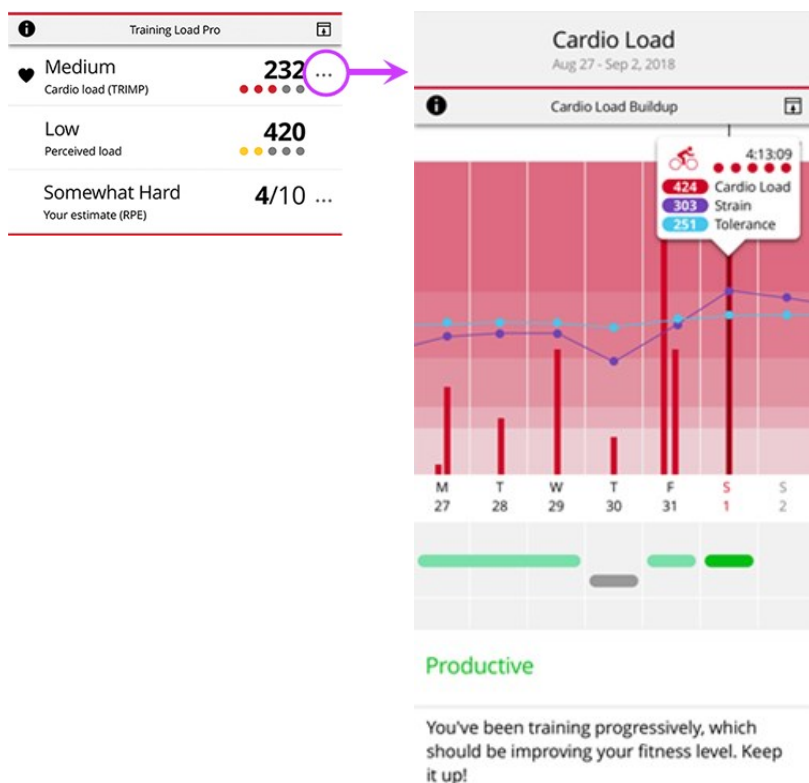 Training Load Pro
Medium 232 ...
Cardio load (TRIMP)
Low 420
Perceived load
Somewhat Hard 4/10 ...
Your estimate (RPE)
Cardio Load
Aug 27 - Sep 2, 2018
Cardio Load Buildup
4:13:09
424 Cardio Load
303 Strain
251 Tolerance
M T W T F S S
27 28 29 30 31 1 2
Productive
You've been training progressively, which
should be improving your fitness level. Keep
it up!